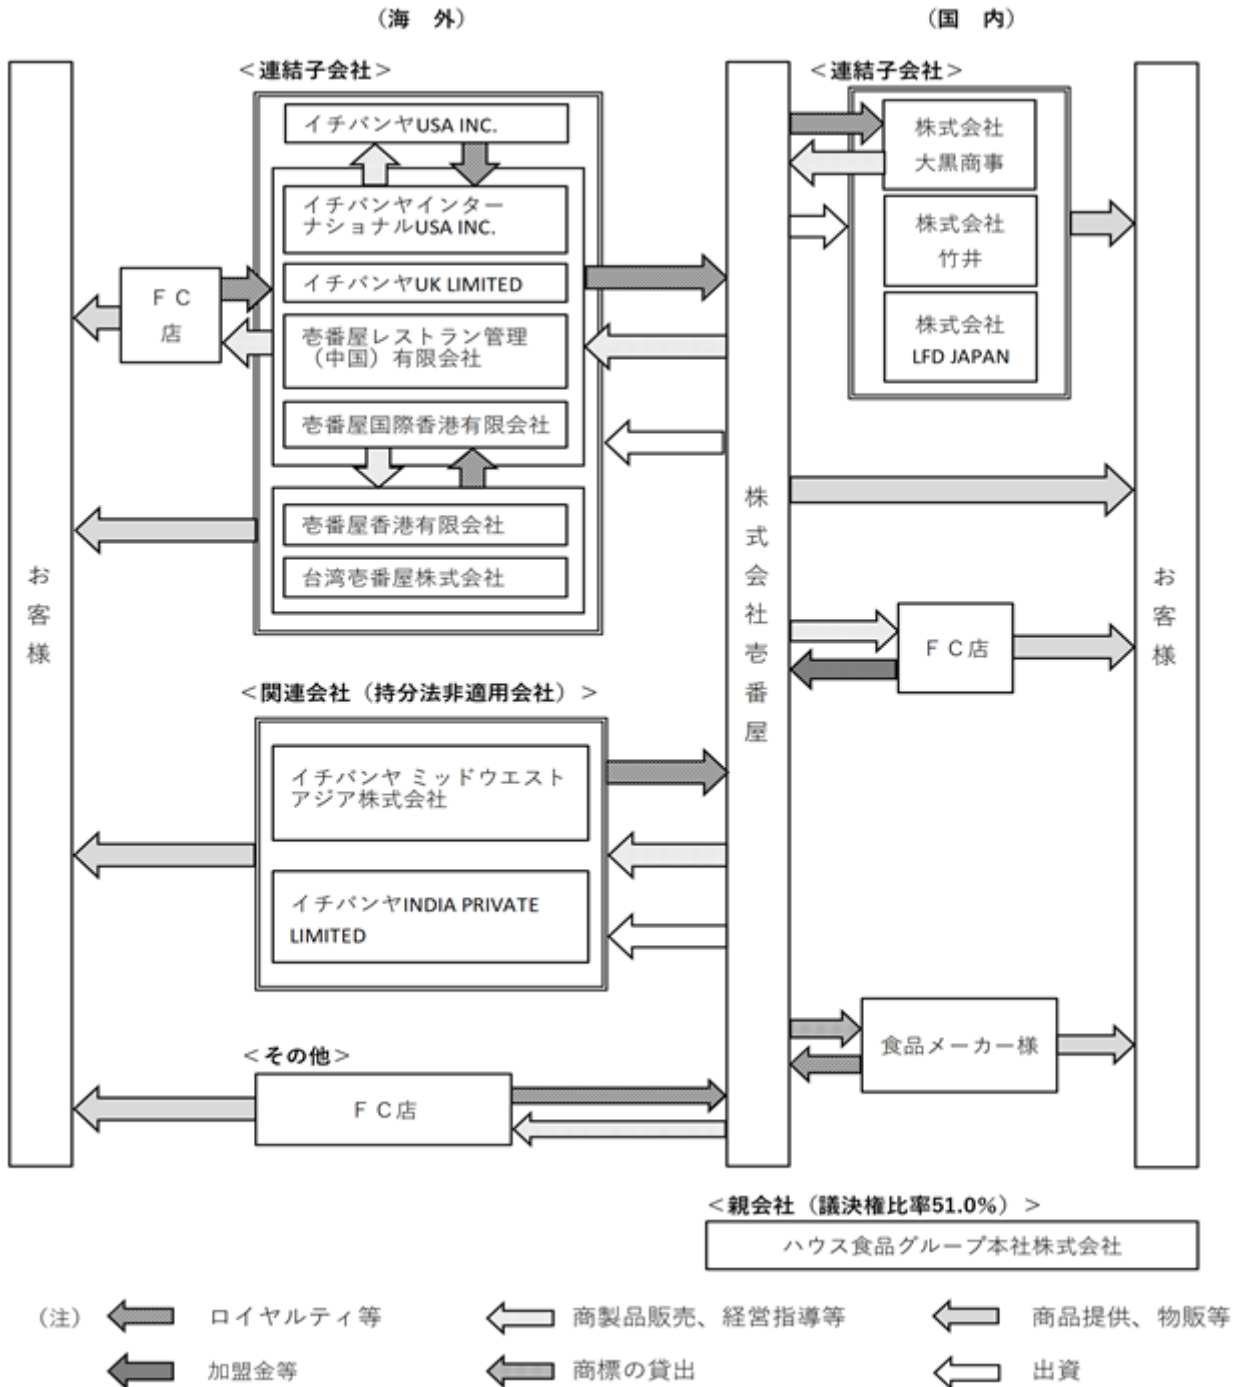 （海　外）
（国　内）
＜連結子会社＞
イチバンヤUSA INC.
イチバンヤインター
ナショナルUSA INC.
イチバンヤUK LIMITED
壱番屋レストラン管理
（中国）有限会社
壱番屋国際香港有限会社
壱番屋香港有限会社
台湾壱番屋株式会社
ＦＣ
店
お客様
＜関連会社（持分法非適用会社）＞
イチバンヤ ミッドウエスト
アジア株式会社
イチバンヤINDIA PRIVATE
LIMITED
＜その他＞
ＦＣ店
株式会社壱番屋
＜連結子会社＞
株式会社
大黒商事
株式会社
竹井
株式会社
LFD JAPAN
ＦＣ店
食品メーカー様
お客様
＜親会社（議決権比率51.0%）＞
ハウス食品グループ本社株式会社
（注）
ロイヤルティ等
商製品販売、経営指導等
商品提供、物販等
加盟金等
商標の貸出
出資